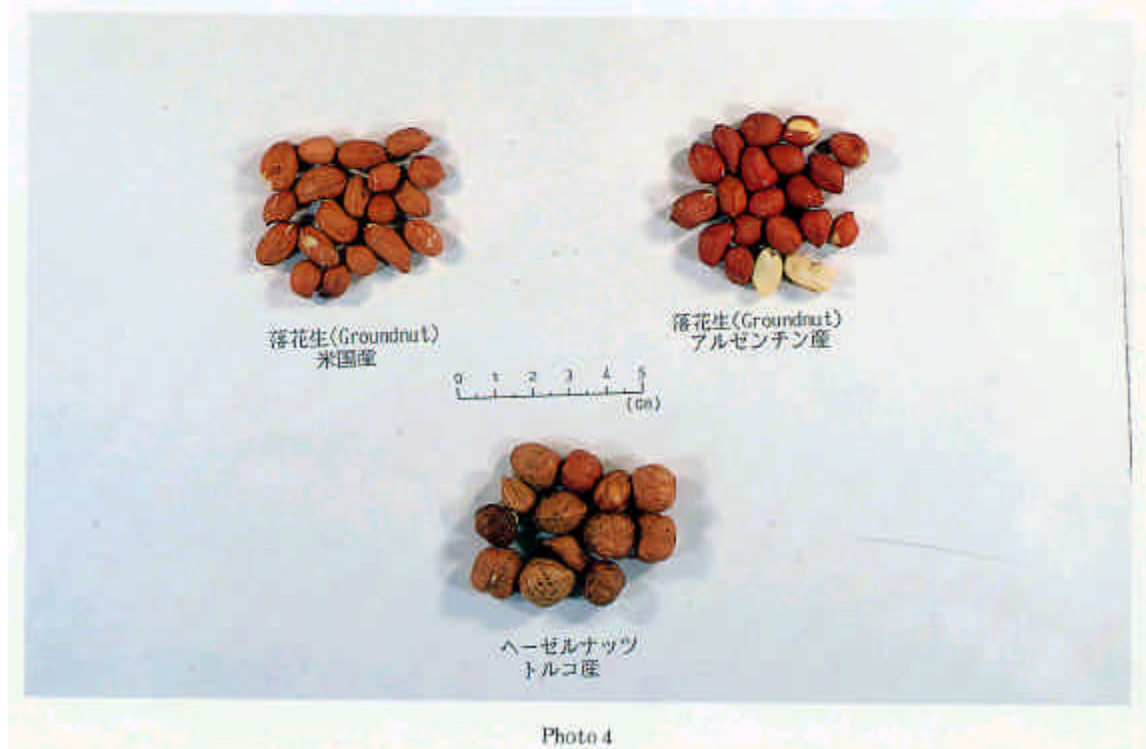 落花生(Groundnut)
米国産
落花生(Groundnut)
アルゼンチン産
0 1 2 3 4 5
(cm)
ヘーゼルナッツ
トルコ産
Photo 4